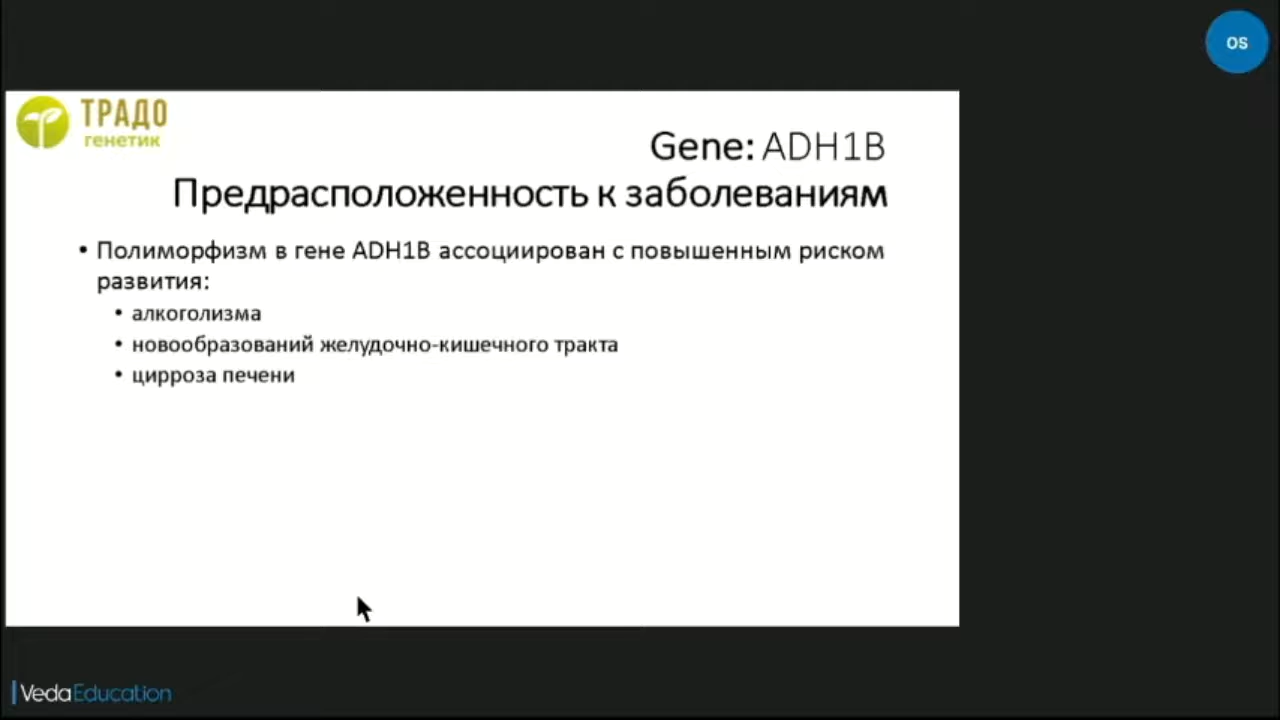 OS
ТРАДО
генетик
Gene: ADH1B
Предрасположенность к заболеваниям
• Полиморфизм в гене ADH1B ассоциирован с повышенным риском
развития:
• алкоголизма
• новообразований желудочно-кишечного тракта
• цирроза печени
VedaEducation